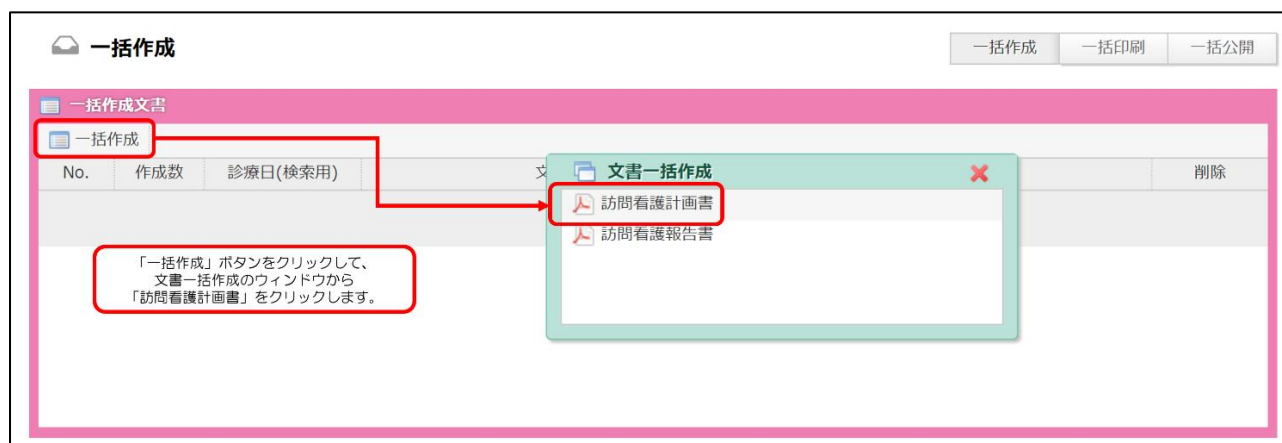 一括作成
一括作成 一括印刷 一括公開
一括作成文書
一括作成
No. 作成数 診療日(検索用) 文 削除
文書一括作成
訪問看護計画書
訪問看護報告書
「一括作成」ボタンをクリックして、
文書一括作成のウィンドウから
「訪問看護計画書」をクリックします。